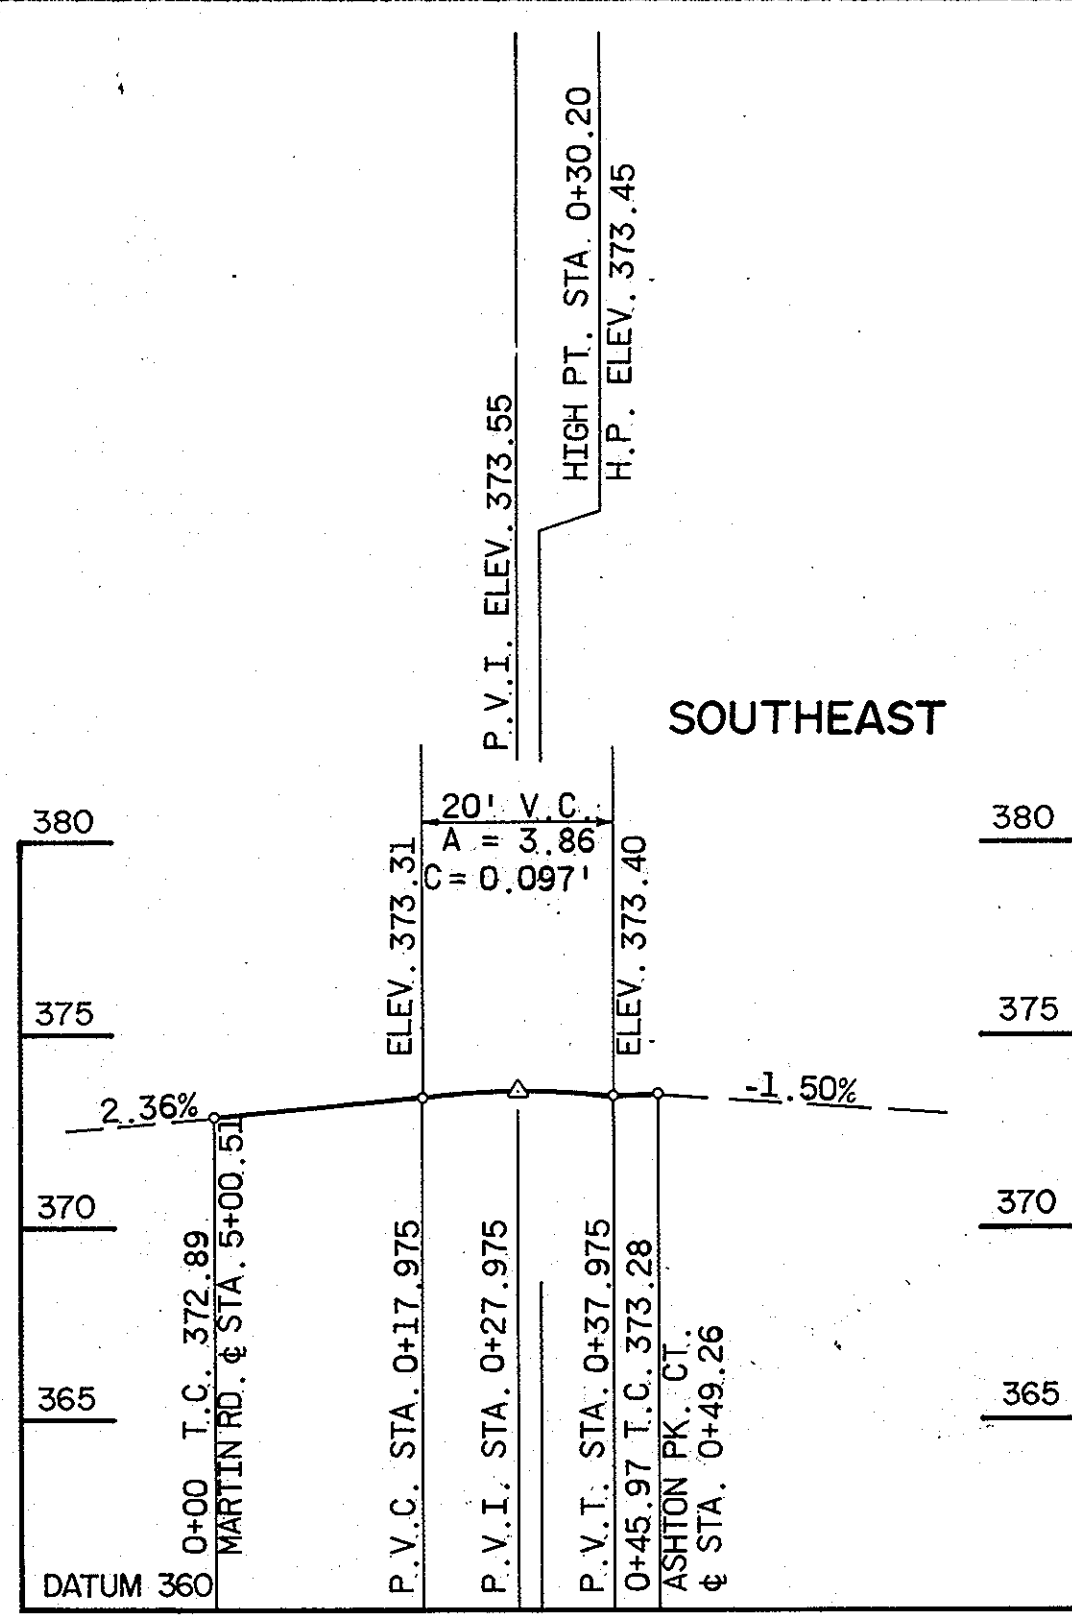 HIGH PT. STA. 0+30.20
H.P. ELEV. 373.45
P.V.I. ELEV. 373.55
SOUTHEAST
20' V.C.
A = 3.86
C = 0.097'
ELEV. 373.31
ELEV. 373.40
380
380
375
375
2.36%
-1.50%
370
370
365
365
0+00 T.C. 372.89
MARTIN RD. ℄ STA. 5+00.51
P.V.C. STA. 0+17.975
P.V.I. STA. 0+27.975
P.V.T. STA. 0+37.975
0+45.97 T.C. 373.28
ASHTON PK. CT.
℄ STA. 0+49.26
DATUM 360